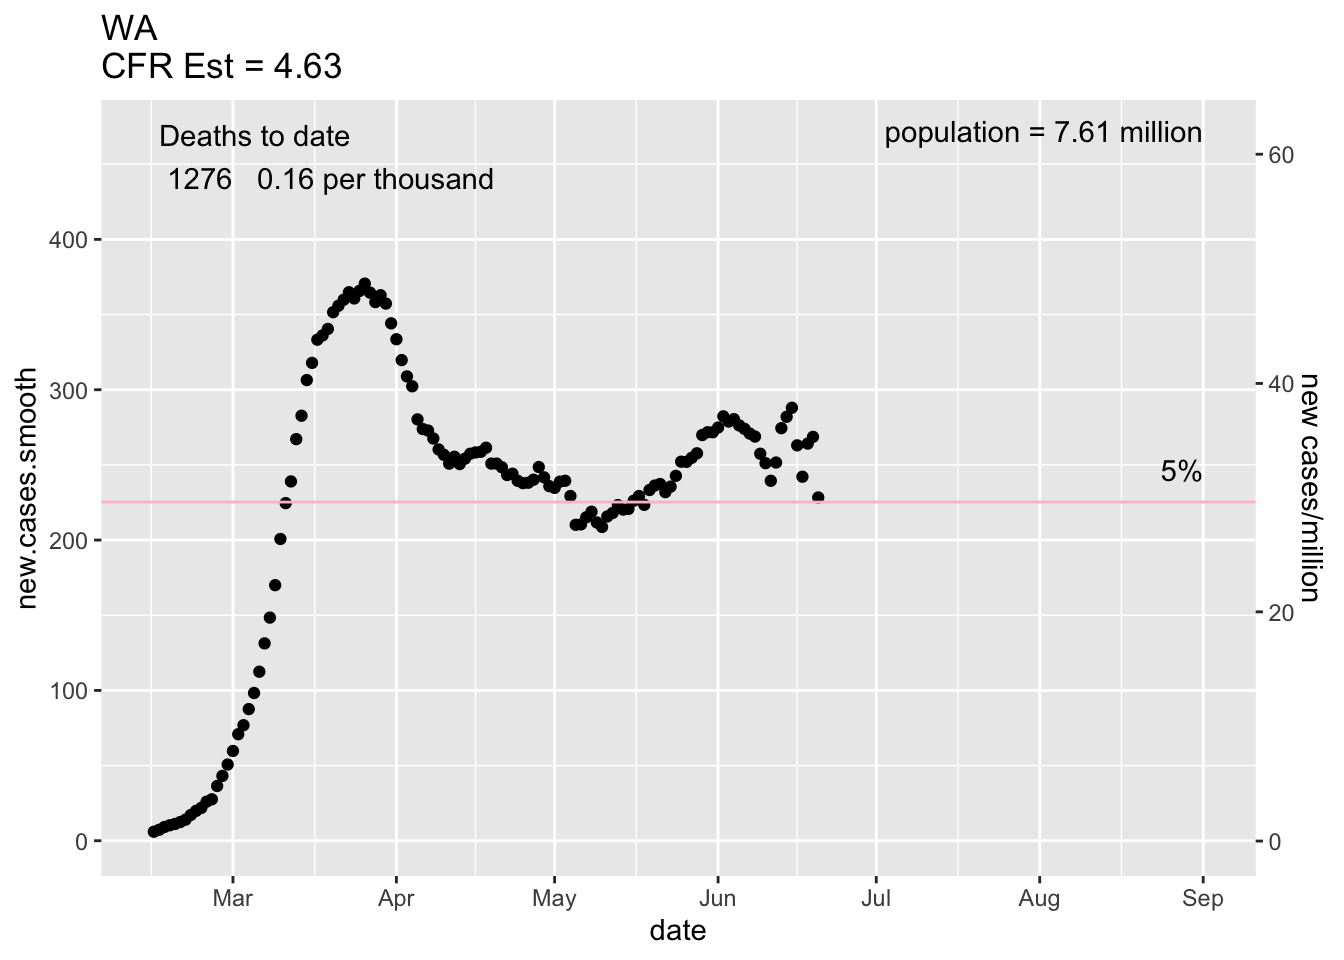 WA
CFR Est = 4.63
Deaths to date
1276   0.16 per thousand
population = 7.61 million
5%
400
300
200
100
0
new.cases.smooth
60
40
20
0
new cases/million
Mar
Apr
May
Jun
Jul
Aug
Sep
date